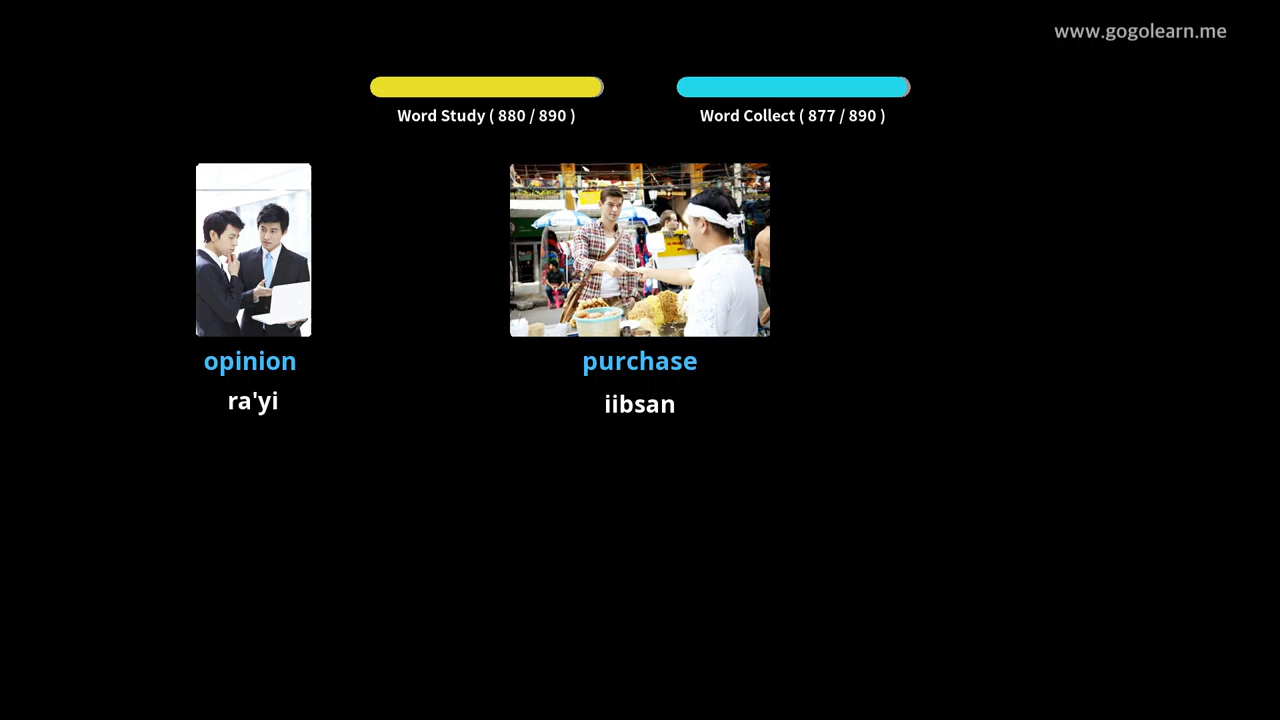 www.gogolearn.me
Word Study ( 880 / 890 )
Word Collect ( 877 / 890 )
opinion
ra'yi
purchase
iibsan